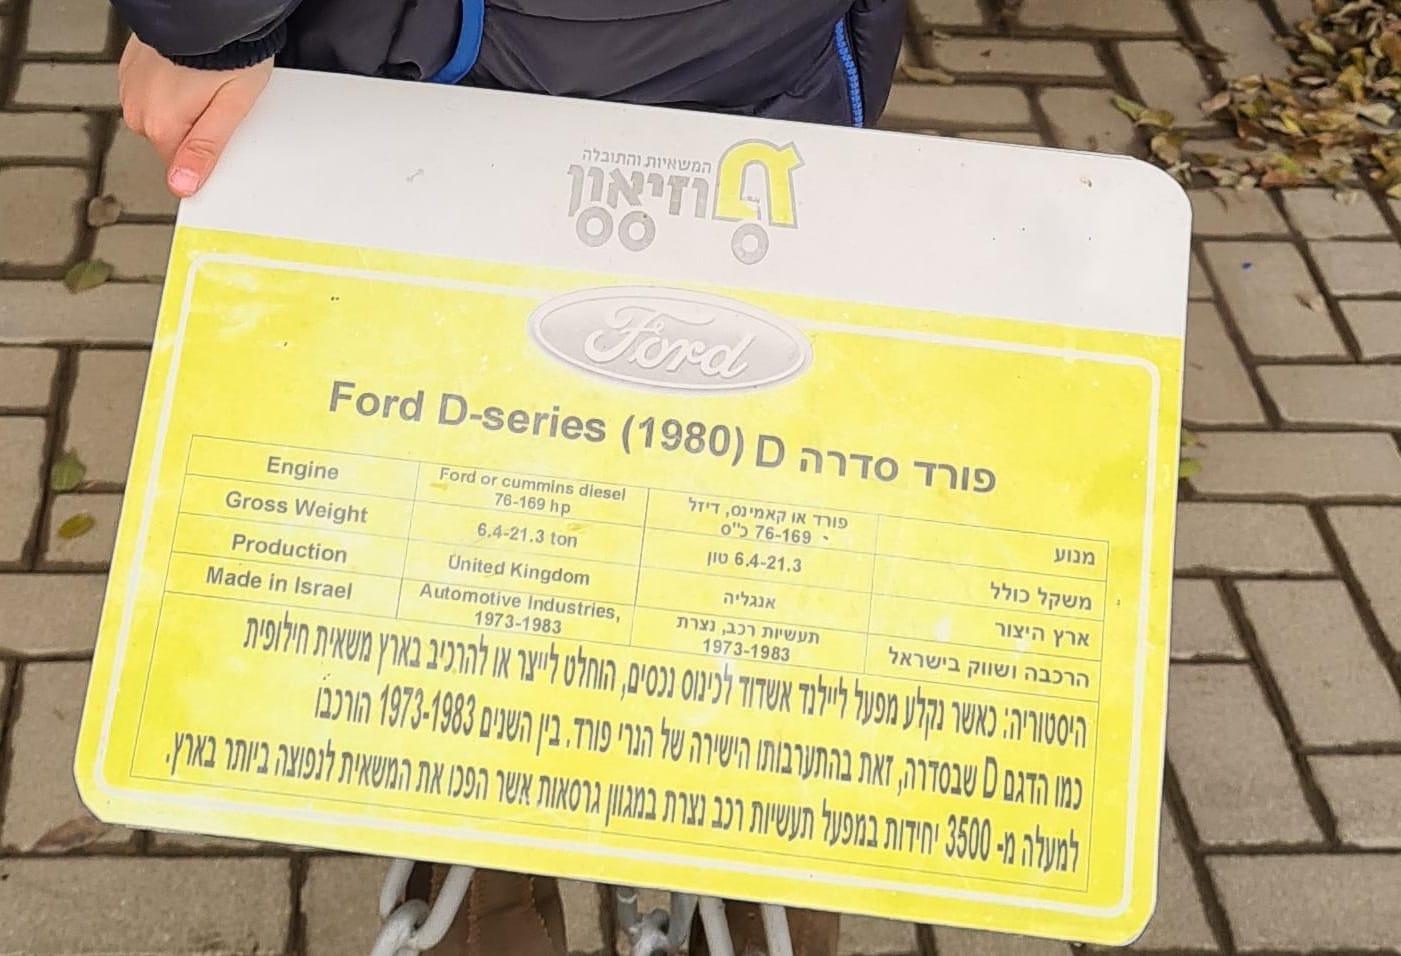 המשאיות והתובלה
מוזיאון
Ford
Ford D-series (1980) D פורד סדרה
Engine Ford or cummins diesel 76-169 hp פורד או קאמינס, דיזל 76-169 כ"ס מנוע
Gross Weight 6.4-21.3 ton 6.4-21.3 טון משקל כולל
Production United Kingdom אנגליה ארץ היצור
Made in Israel Automotive Industries, 1973-1983 תעשיות רכב, נצרת 1973-1983 הרכבה ושווק בישראל
היסטוריה: כאשר נקלע מפעל ליילנד אשדוד לכינוס נכסים, הוחלט לייצר או להרכיב בארץ משאית חילופית
כמו הדגם D שבסדרה, זאת בהתערבותו הישירה של הנרי פורד. בין השנים 1973-1983 הורכבו
למעלה מ- 3500 יחידות במפעל תעשיות רכב נצרת במגוון גרסאות אשר הפכו את המשאית לנפוצה ביותר בארץ.